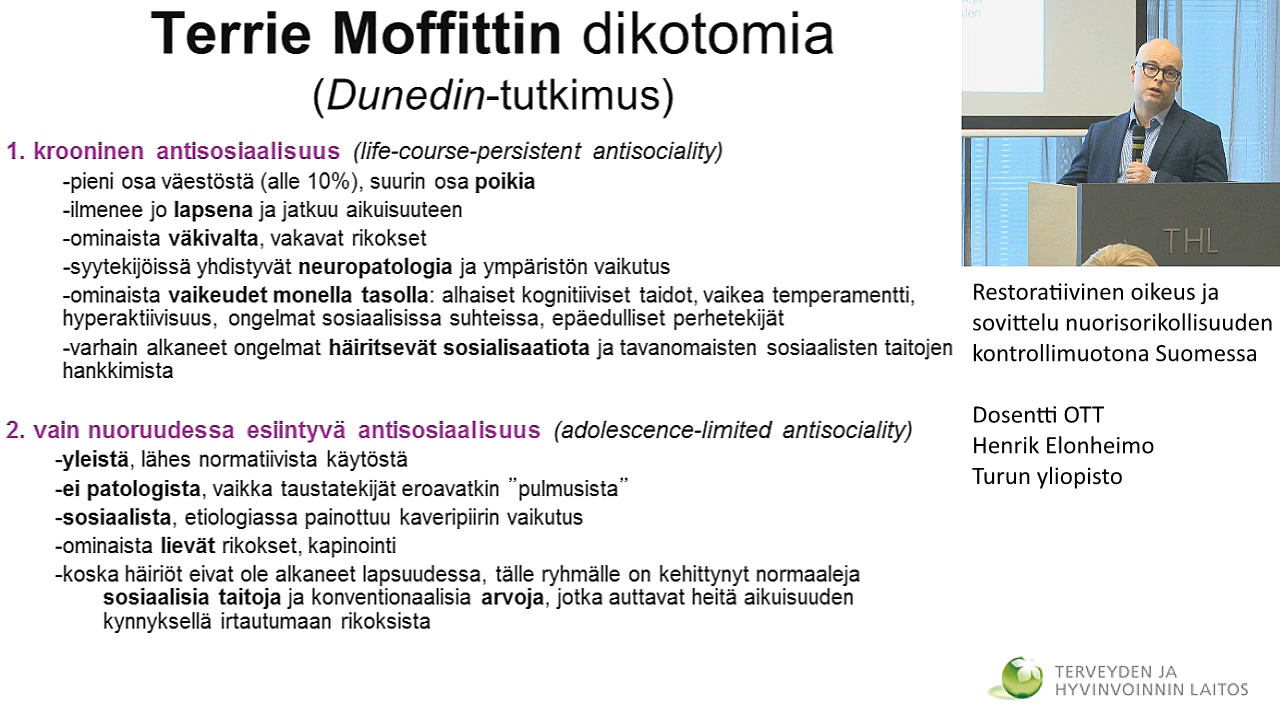 Terrie Moffittin dikotomia
(Dunedin-tutkimus)
1. krooninen antisosiaalisuus (life-course-persistent antisociality)
-pieni osa väestöstä (alle 10%), suurin osa poikia
-ilmenee jo lapsena ja jatkuu aikuisuuteen
-ominaista väkivalta, vakavat rikokset
-syytekijöissä yhdistyvät neuropatologia ja ympäristön vaikutus
-ominaista vaikeudet monella tasolla: alhaiset kognitiiviset taidot, vaikea temperamentti,
hyperaktiivisuus, ongelmat sosiaalisissa suhteissa, epäedulliset perhetekijät
-varhain alkaneet ongelmat häiritsevät sosialisaatiota ja tavanomaisten sosiaalisten taitojen
hankkimista
2. vain nuoruudessa esiintyvä antisosiaalisuus (adolescence-limited antisociality)
-yleistä, lähes normatiivista käytöstä
-ei patologista, vaikka taustatekijät eroavatkin ”pulmusista”
-sosiaalista, etiologiassa painottuu kaveripiirin vaikutus
-ominaista lievät rikokset, kapinointi
-koska häiriöt eivat ole alkaneet lapsuudessa, tälle ryhmälle on kehittynyt normaaleja
sosiaalisia taitoja ja konventionaalisia arvoja, jotka auttavat heitä aikuisuuden
kynnyksellä irtautumaan rikoksista
THL
Restoratiivinen oikeus ja
sovittelu nuorisorikollisuuden
kontrollimuotona Suomessa
Dosentti OTT
Henrik Elonheimo
Turun yliopisto
TERVEYDEN JA
HYVINVOINNIN LAITOS